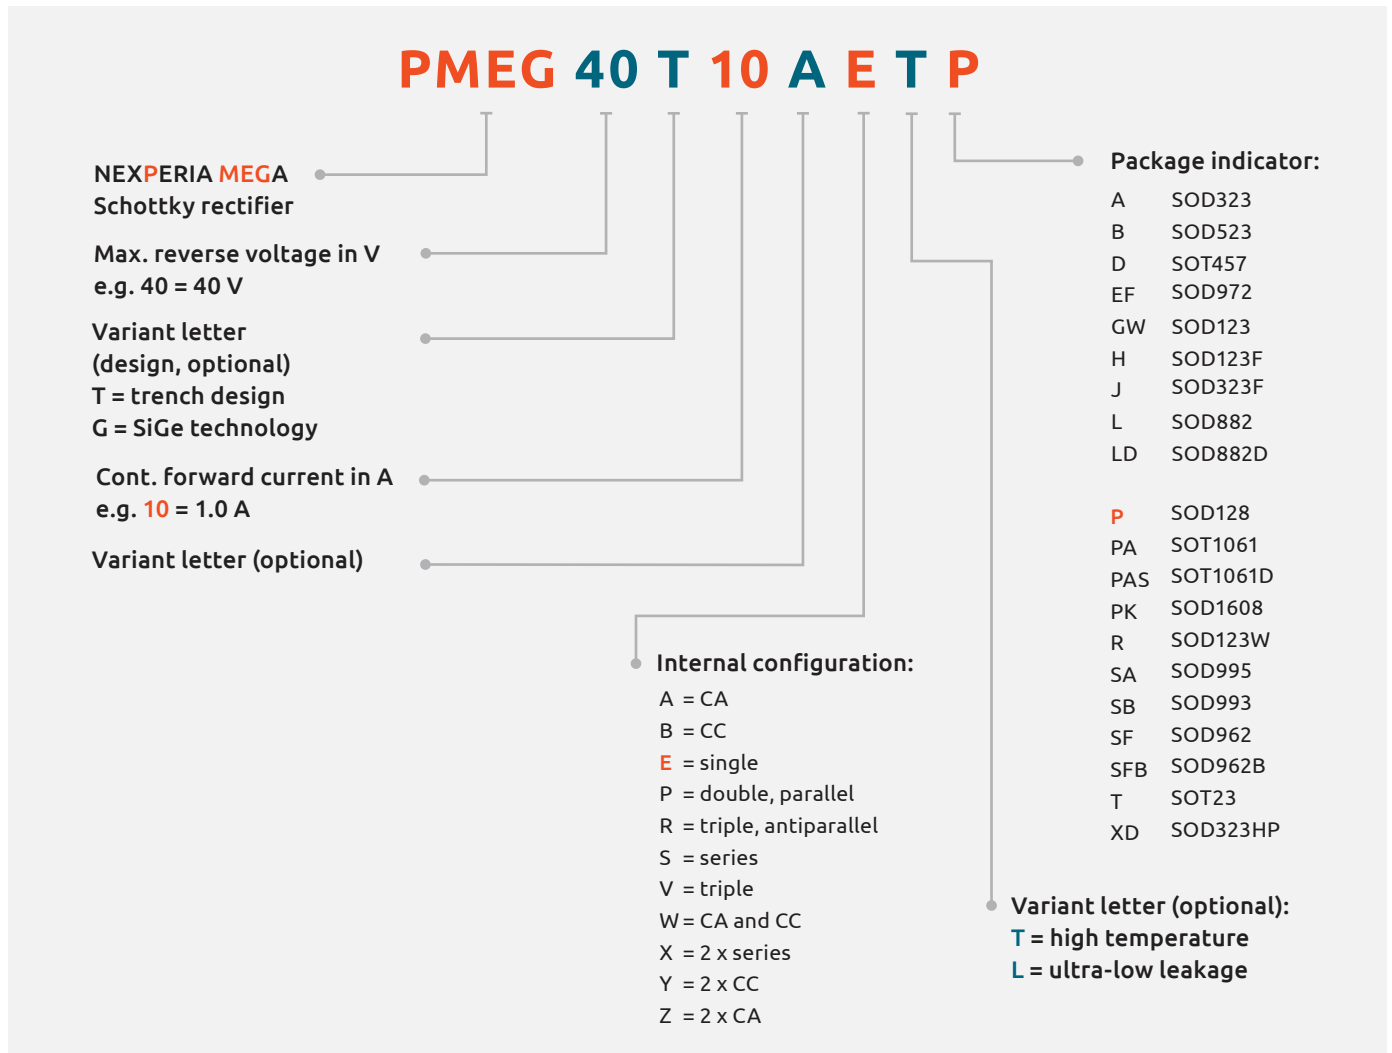 PMEG 40 T 10 A E T P
NEXPERIA MEGA
Schottky rectifier
Max. reverse voltage in V
e.g. 40 = 40 V
Variant letter
(design, optional)
T = trench design
G = SiGe technology
Cont. forward current in A
e.g. 10 = 1.0 A
Variant letter (optional)
Internal configuration:
A = CA
B = CC
E = single
P = double, parallel
R = triple, antiparallel
S = series
V = triple
W = CA and CC
X = 2 x series
Y = 2 x CC
Z = 2 x CA
Package indicator:
A SOD323
B SOD523
D SOT457
EF SOD972
GW SOD123
H SOD123F
J SOD323F
L SOD882
LD SOD882D
P SOD128
PA SOT1061
PAS SOT1061D
PK SOD1608
R SOD123W
SA SOD995
SB SOD993
SF SOD962
SFB SOD962B
T SOT23
XD SOD323HP
Variant letter (optional):
T = high temperature
L = ultra-low leakage